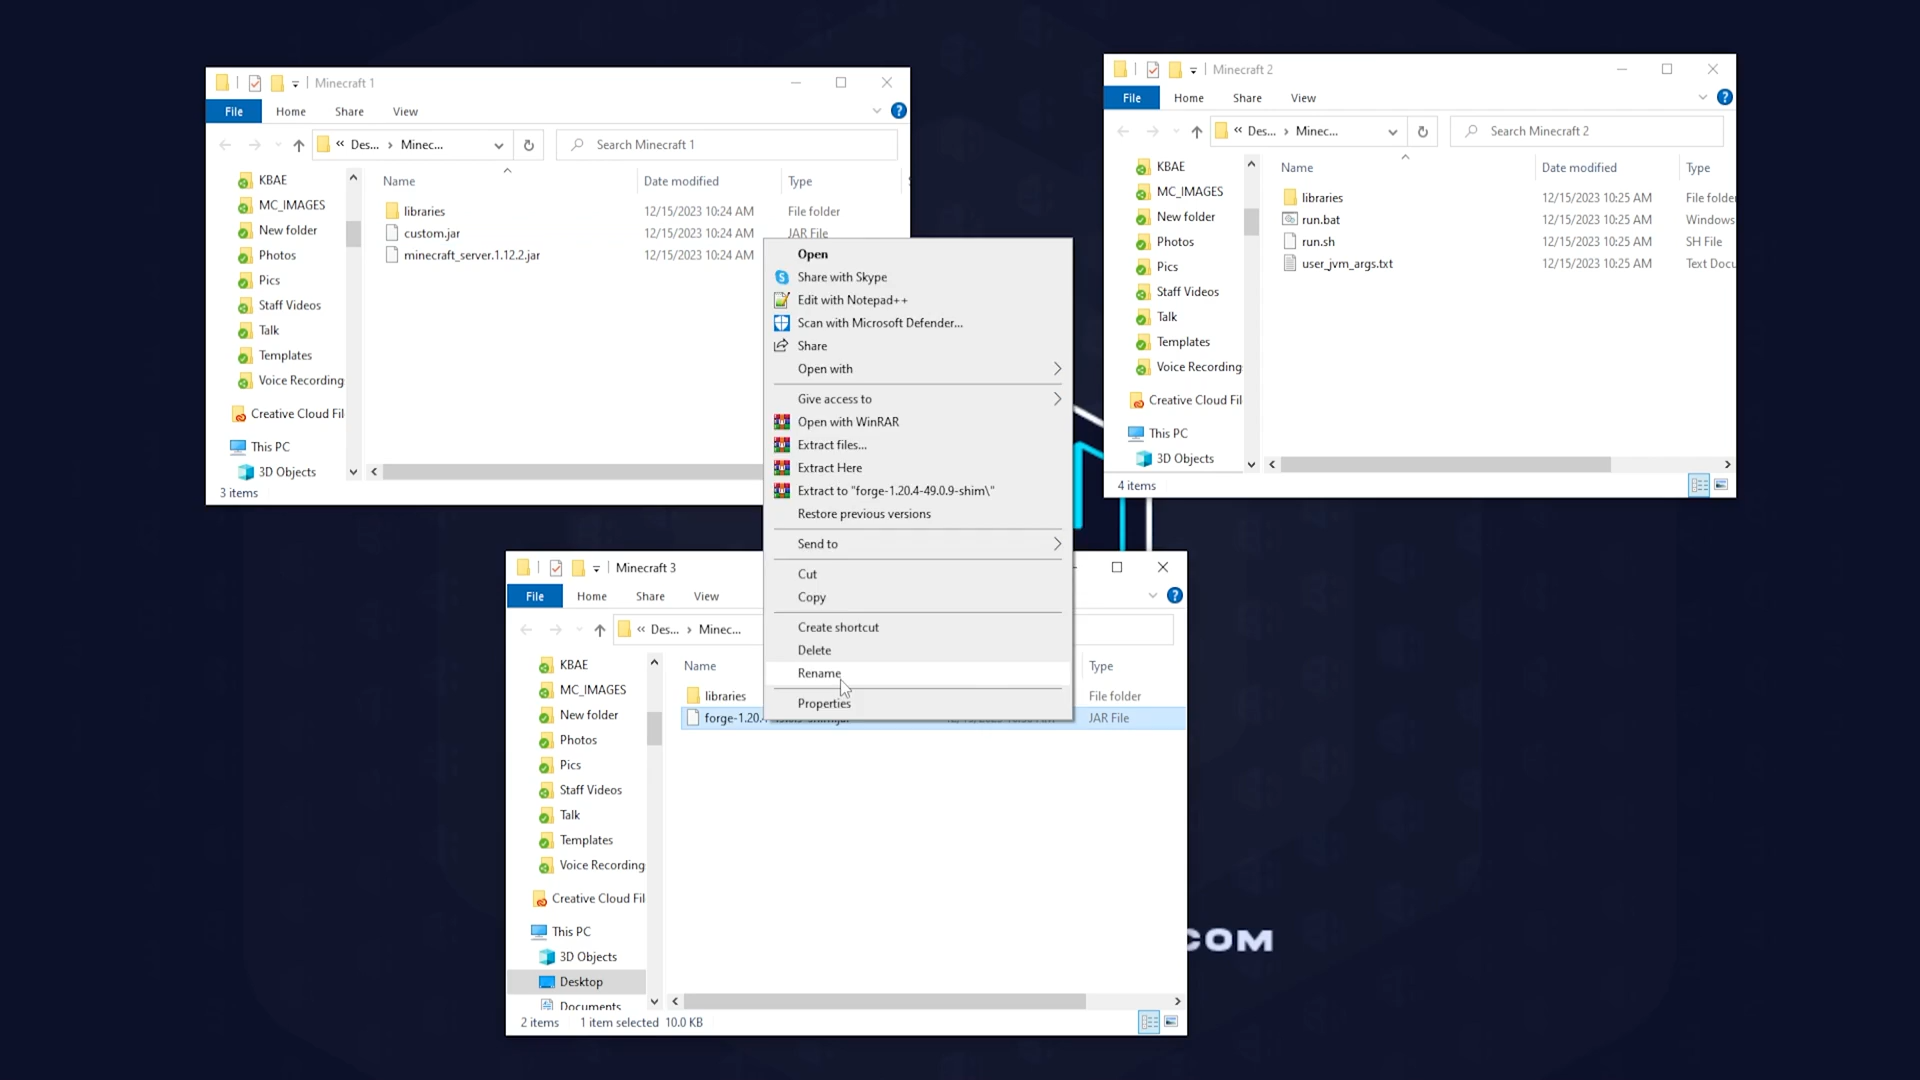 Minecraft 1
File Home Share View
Des... Minec...
Search Minecraft 1
KBAE
MC_IMAGES
New folder
Photos
Pics
Staff Videos
Talk
Templates
Voice Recording
Creative Cloud Fil
This PC
3D Objects
Name Date modified Type
libraries 12/15/2023 10:24 AM File folder
custom.jar 12/15/2023 10:24 AM JAR File
minecraft_server.1.12.2.jar 12/15/2023 10:24 AM
3 items
Minecraft 2
File Home Share View
Des... Minec...
Search Minecraft 2
KBAE
MC_IMAGES
New folder
Photos
Pics
Staff Videos
Talk
Templates
Voice Recording
Creative Cloud Fil
This PC
3D Objects
Name Date modified Type
libraries 12/15/2023 10:25 AM File folder
run.bat 12/15/2023 10:25 AM Windows
run.sh 12/15/2023 10:25 AM SH File
user_jvm_args.txt 12/15/2023 10:25 AM Text Docu
4 items
Open
Share with Skype
Edit with Notepad++
Scan with Microsoft Defender...
Share
Open with
Give access to
Open with WinRAR
Extract files...
Extract Here
Extract to "forge-1.20.4-49.0.9-shim\"
Restore previous versions
Send to
Cut
Copy
Create shortcut
Delete
Rename
Properties
Minecraft 3
File Home Share View
Des... Minec...
KBAE
MC_IMAGES
New folder
Photos
Pics
Staff Videos
Talk
Templates
Voice Recording
Creative Cloud Fil
This PC
3D Objects
Desktop
Documents
Name Type
libraries File folder
forge-1.20. JAR File
2 items 1 item selected 10.0 KB
COM